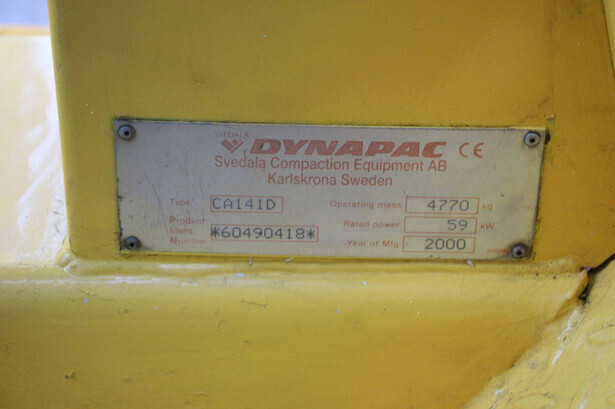 SVEDALA
DYNAPAC CE
Svedala Compaction Equipment AB
Karlskrona Sweden
Type CA141D Operating mass 4770 kg
Product Ident. Number *60490418* Rated power 59 kW
Year of Mfg 2000